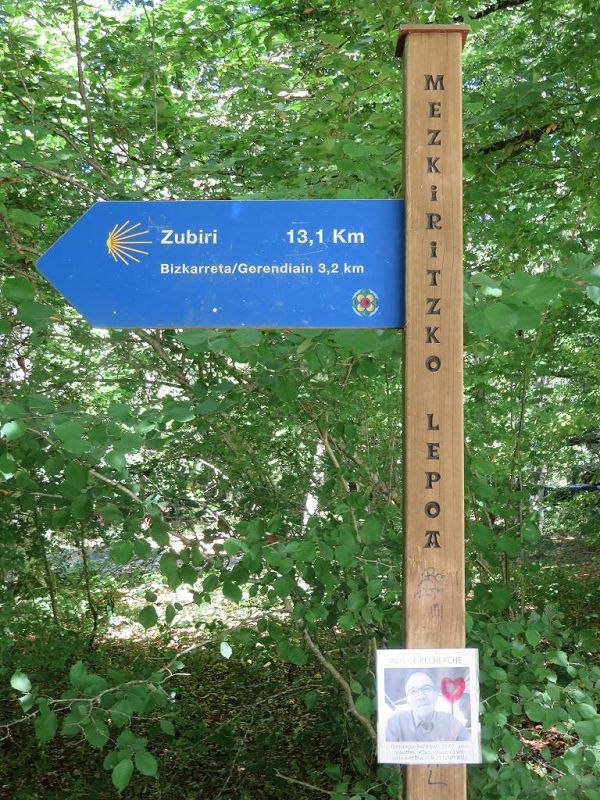 MEZKiRiTZKO LEPOA
Zubiri 13,1 Km
Bizkarreta/Gerendiain 3,2 km
AVIS DE RECHERCHE